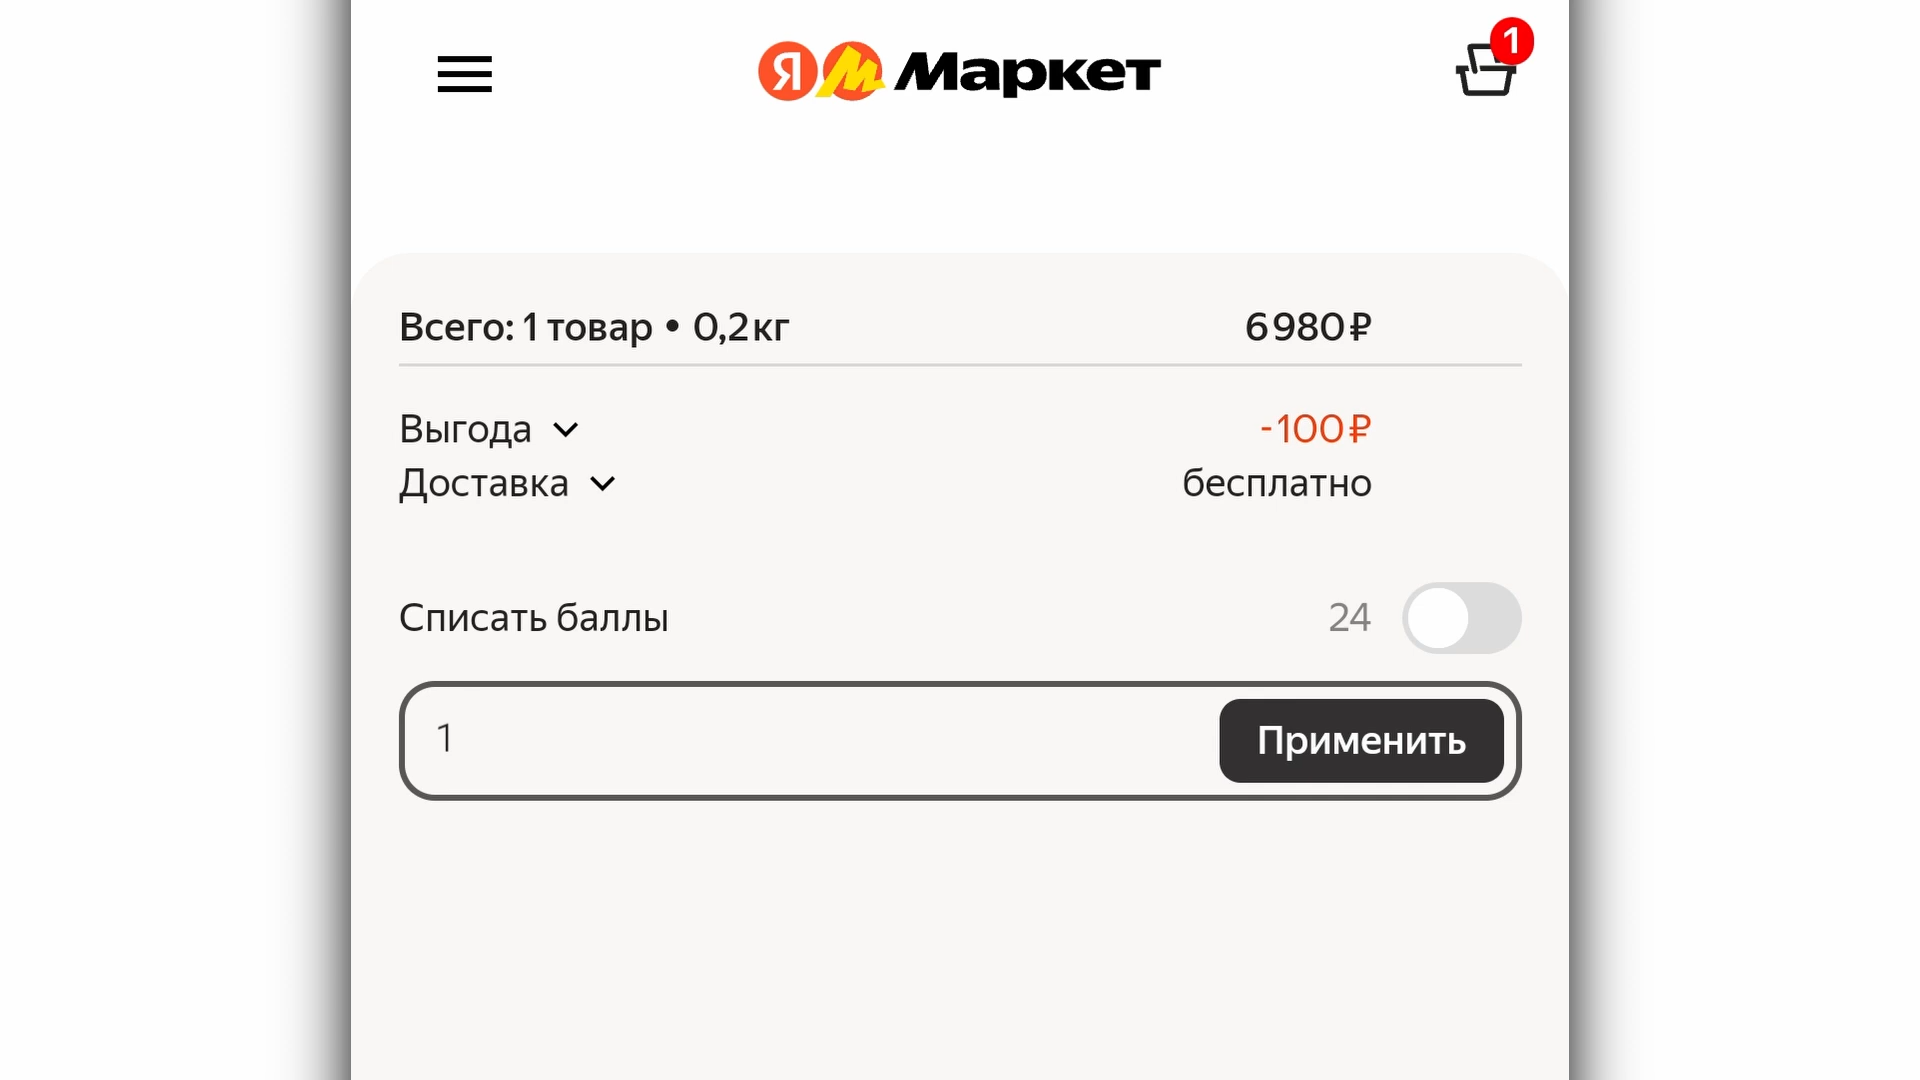 ЯМ Маркет
1
Всего: 1 товар • 0,2 кг 6 980 ₽
Выгода -100 ₽
Доставка бесплатно
Списать баллы 24
1 Применить